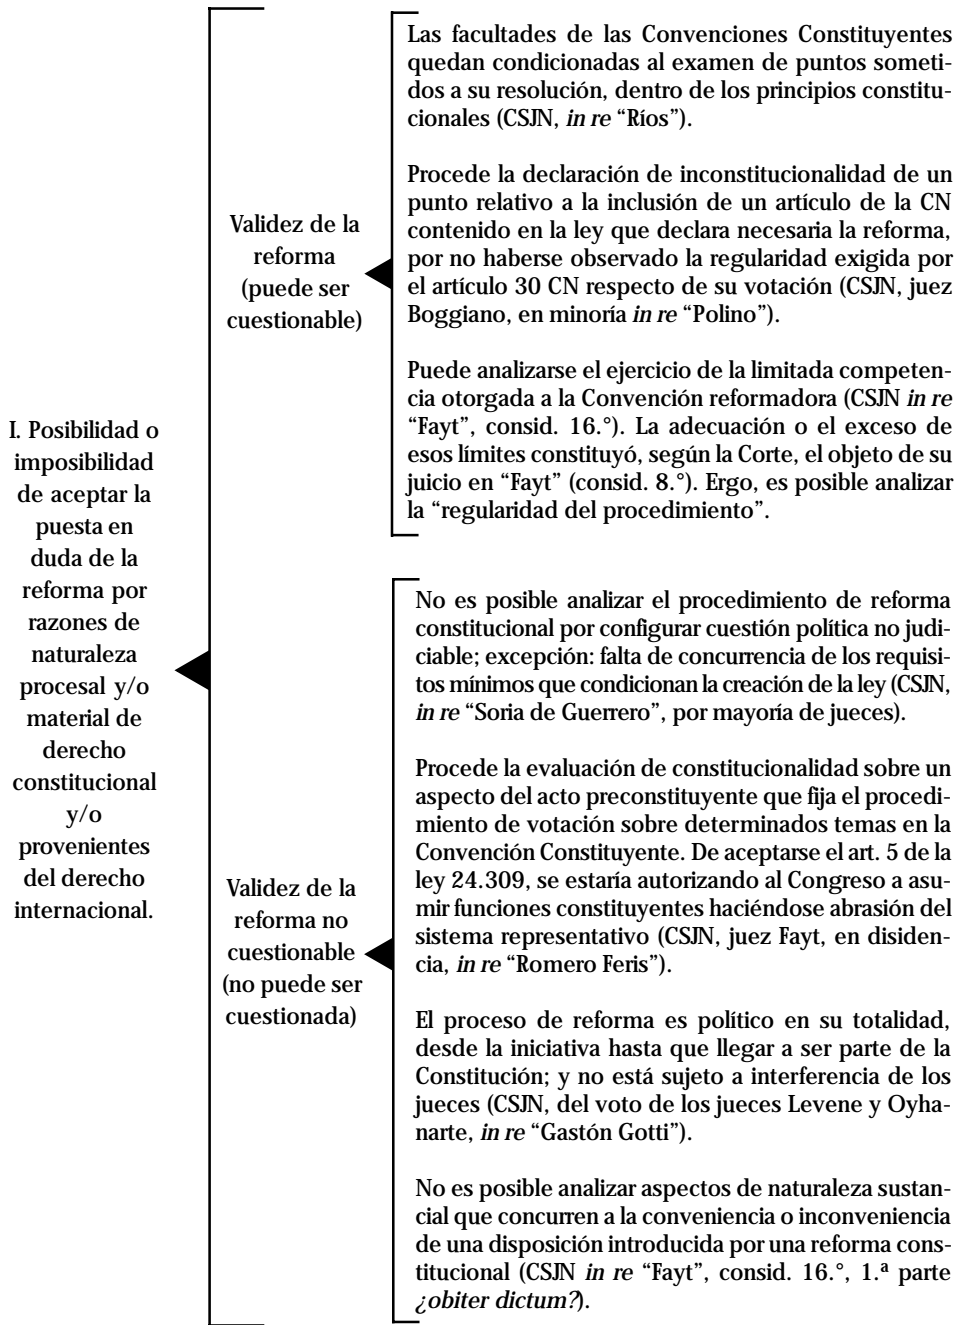 I. Posibilidad o
imposibilidad
de aceptar la
puesta en
duda de la
reforma por
razones de
naturaleza
procesal y/o
material de
derecho
constitucional
y/o
provenientes
del derecho
internacional.
Validez de la
reforma
(puede ser
cuestionable)
Las facultades de las Convenciones Constituyentes
quedan condicionadas al examen de puntos someti-
dos a su resolución, dentro de los principios constitu-
cionales (CSJN, in re “Ríos”).
Procede la declaración de inconstitucionalidad de un
punto relativo a la inclusión de un artículo de la CN
contenido en la ley que declara necesaria la reforma,
por no haberse observado la regularidad exigida por
el artículo 30 CN respecto de su votación (CSJN, juez
Boggiano, en minoría in re “Polino”).
Puede analizarse el ejercicio de la limitada competen-
cia otorgada a la Convención reformadora (CSJN in re
“Fayt”, consid. 16.°). La adecuación o el exceso de
esos límites constituyó, según la Corte, el objeto de su
juicio en “Fayt” (consid. 8.°). Ergo, es posible analizar
la “regularidad del procedimiento”.
Validez de la
reforma no
cuestionable
(no puede ser
cuestionada)
No es posible analizar el procedimiento de reforma
constitucional por configurar cuestión política no judi-
ciable; excepción: falta de concurrencia de los requisi-
tos mínimos que condicionan la creación de la ley (CSJN,
in re “Soria de Guerrero”, por mayoría de jueces).
Procede la evaluación de constitucionalidad sobre un
aspecto del acto preconstituyente que fija el procedi-
miento de votación sobre determinados temas en la
Convención Constituyente. De aceptarse el art. 5 de la
ley 24.309, se estaría autorizando al Congreso a asu-
mir funciones constituyentes haciéndose abrasión del
sistema representativo (CSJN, juez Fayt, en disiden-
cia, in re “Romero Feris”).
El proceso de reforma es político en su totalidad,
desde la iniciativa hasta que llegar a ser parte de la
Constitución; y no está sujeto a interferencia de los
jueces (CSJN, del voto de los jueces Levene y Oyha-
narte, in re “Gastón Gotti”).
No es posible analizar aspectos de naturaleza sustan-
cial que concurren a la conveniencia o inconveniencia
de una disposición introducida por una reforma cons-
titucional (CSJN in re “Fayt”, consid. 16.°, 1.ª parte
¿obiter dictum?).